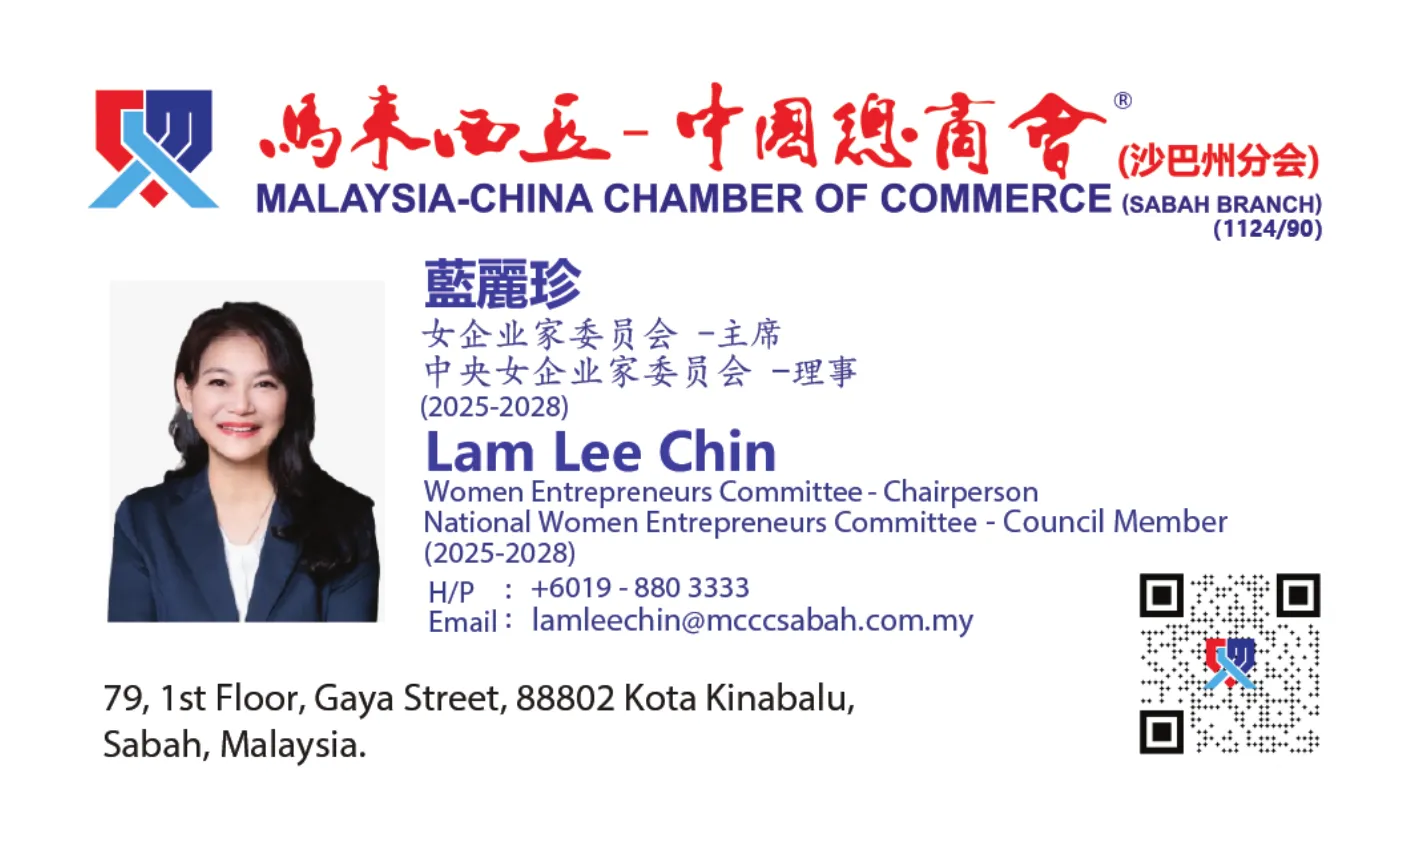 馬来西亚-中国總商會®
(沙巴州分会)
MALAYSIA-CHINA CHAMBER OF COMMERCE (SABAH BRANCH)
(1124/90)
藍麗珍
女企业家委员会 -主席
中央女企业家委员会 -理事
(2025-2028)
Lam Lee Chin
Women Entrepreneurs Committee - Chairperson
National Women Entrepreneurs Committee - Council Member
(2025-2028)
H/P : +6019 - 880 3333
Email : lamleechin@mcccsabah.com.my
79, 1st Floor, Gaya Street, 88802 Kota Kinabalu,
Sabah, Malaysia.